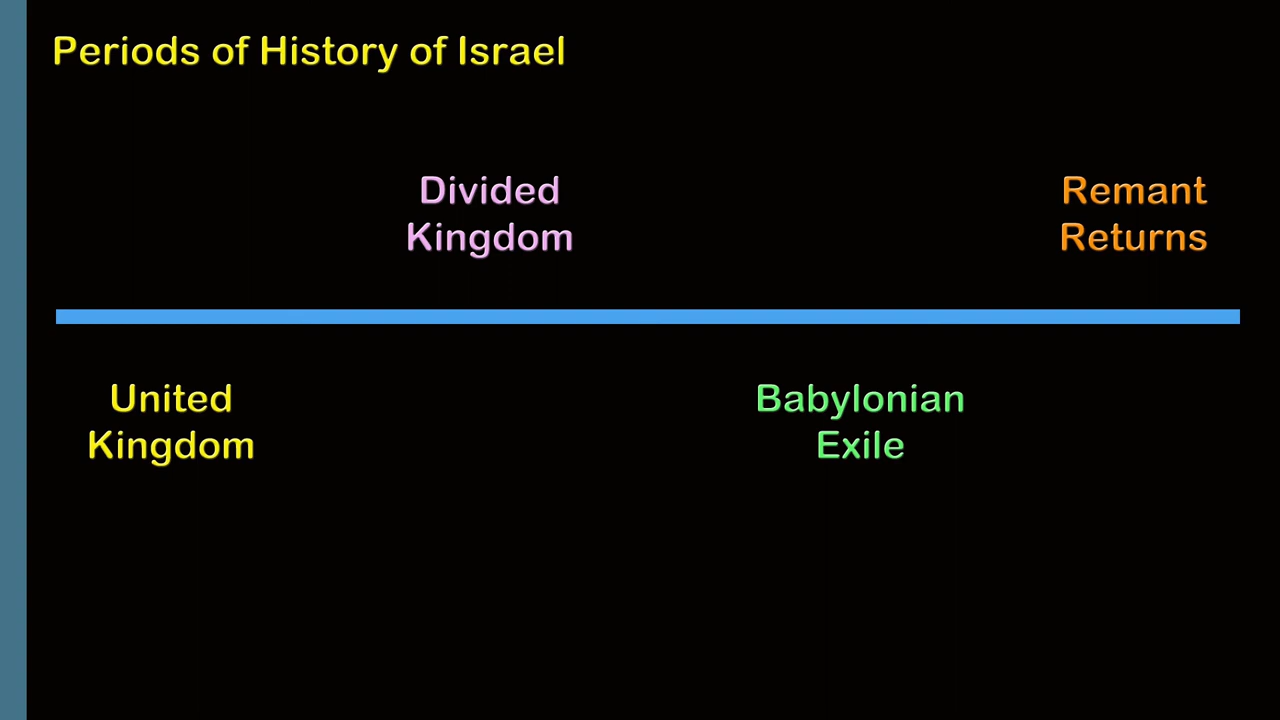 Periods of History of Israel
Divided
Kingdom
Remant
Returns
United
Kingdom
Babylonian
Exile